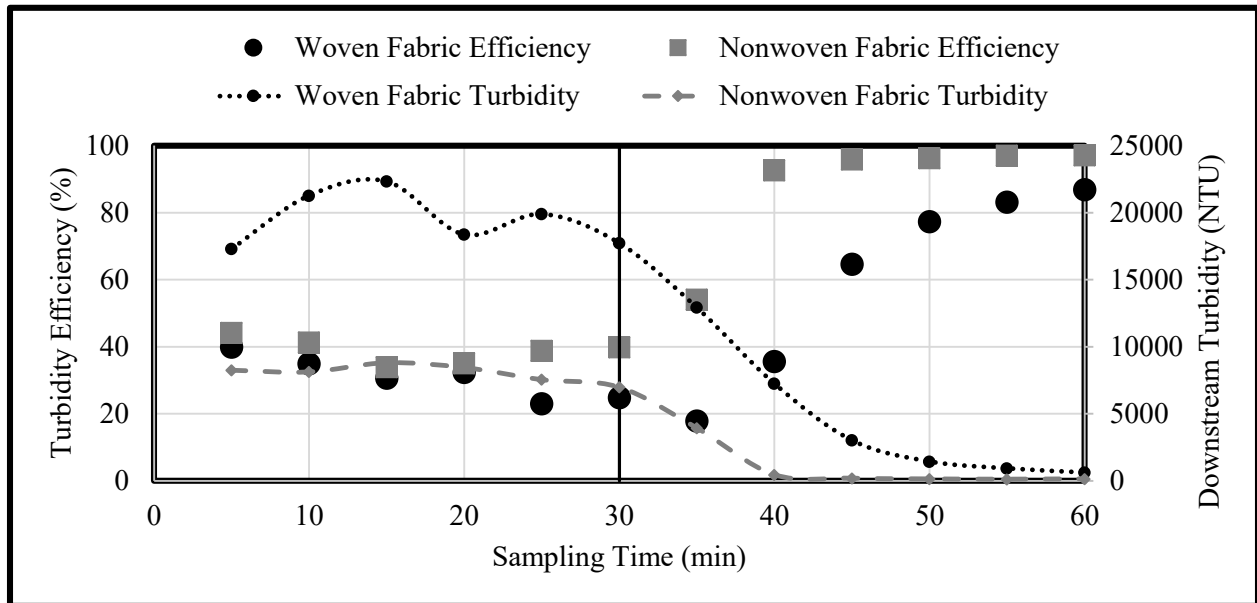 Woven Fabric Efficiency
Nonwoven Fabric Efficiency
Woven Fabric Turbidity
Nonwoven Fabric Turbidity
Turbidity Efficiency (%)
100
80
60
40
20
0
25000
20000
15000
10000
5000
0
Downstream Turbidity (NTU)
0 10 20 30 40 50 60
Sampling Time (min)